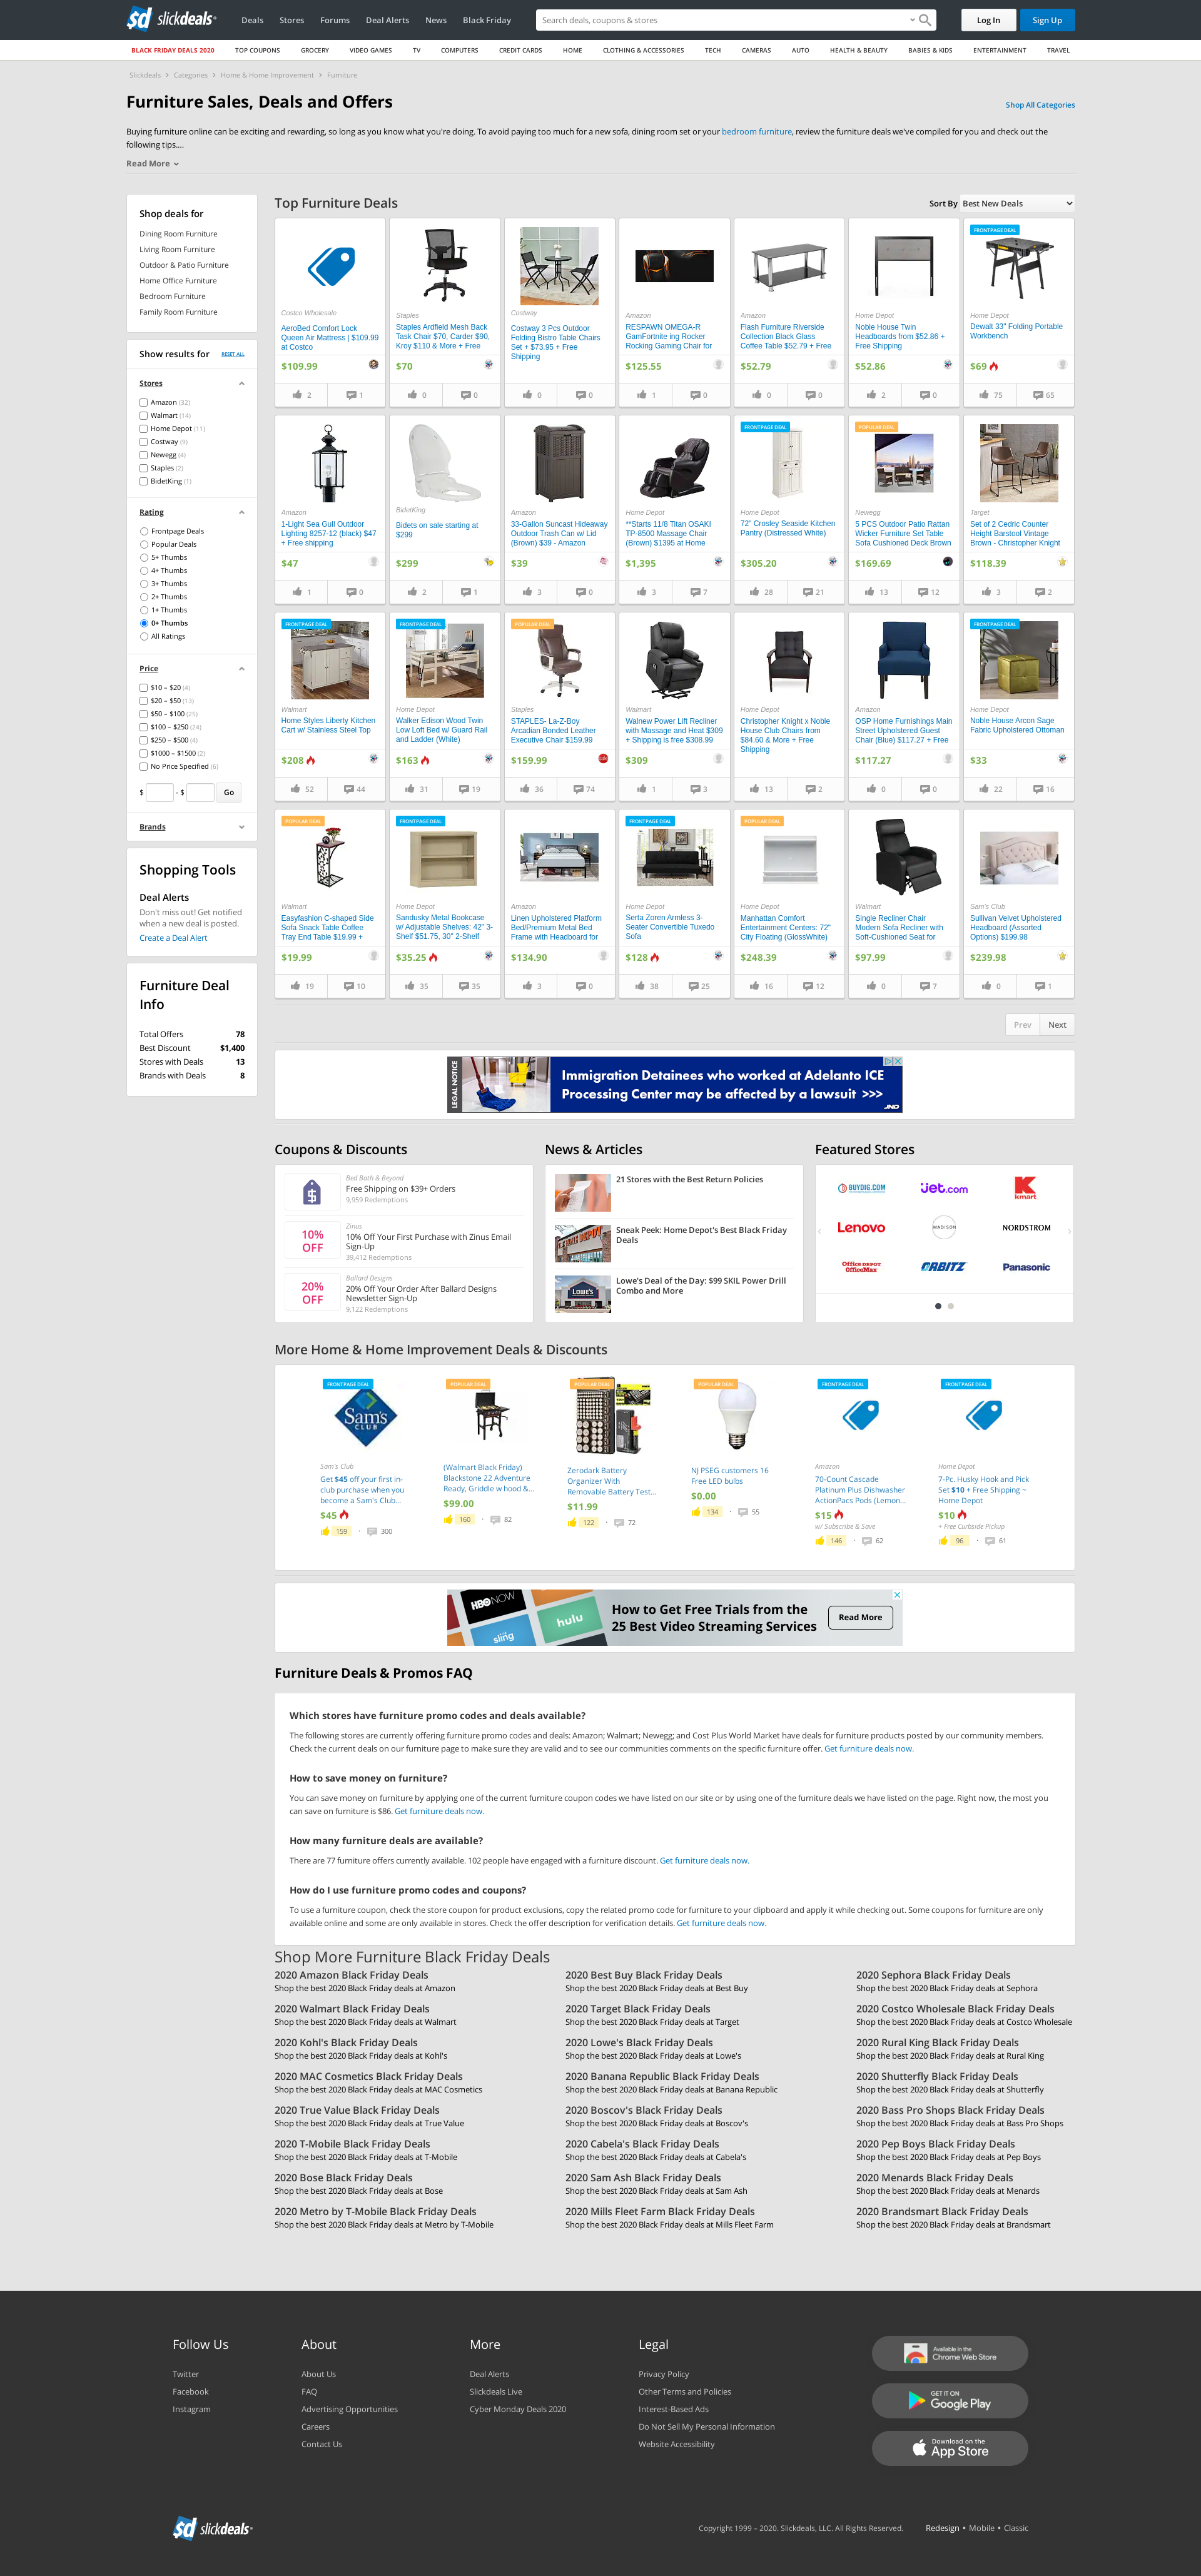 slickdeals
Deals Stores Forums Deal Alerts News Black Friday
Search deals, coupons & stores
Log In Sign Up
BLACK FRIDAY DEALS 2020 TOP COUPONS GROCERY VIDEO GAMES TV COMPUTERS CREDIT CARDS HOME CLOTHING & ACCESSORIES TECH CAMERAS AUTO HEALTH & BEAUTY BABIES & KIDS ENTERTAINMENT TRAVEL
Slickdeals › Categories › Home & Home Improvement › Furniture
Furniture Sales, Deals and Offers
Shop All Categories
Buying furniture online can be exciting and rewarding, so long as you know what you're doing. To avoid paying too much for a new sofa, dining room set or your bedroom furniture, review the furniture deals we've compiled for you and check out the
following tips....
Read More
Shop deals for
Dining Room Furniture
Living Room Furniture
Outdoor & Patio Furniture
Home Office Furniture
Bedroom Furniture
Family Room Furniture
Show results for RESET ALL
Stores
Amazon (32)
Walmart (14)
Home Depot (11)
Costway (9)
Newegg (4)
Staples (2)
BidetKing (1)
Rating
Frontpage Deals
Popular Deals
5+ Thumbs
4+ Thumbs
3+ Thumbs
2+ Thumbs
1+ Thumbs
0+ Thumbs
All Ratings
Price
$10 – $20 (4)
$20 – $50 (13)
$50 – $100 (25)
$100 – $250 (24)
$250 – $500 (4)
$1000 – $1500 (2)
No Price Specified (6)
$ - $ Go
Brands
Shopping Tools
Deal Alerts
Don't miss out! Get notified
when a new deal is posted.
Create a Deal Alert
Furniture Deal
Info
Total Offers 78
Best Discount $1,400
Stores with Deals 13
Brands with Deals 8
Top Furniture Deals
Sort By Best New Deals
Costco Wholesale
AeroBed Comfort Lock
Queen Air Mattress | $109.99
at Costco
$109.99
2 1
Staples
Staples Ardfield Mesh Back
Task Chair $70, Carder $90,
Kroy $110 & More + Free
$70
0 0
Costway
Costway 3 Pcs Outdoor
Folding Bistro Table Chairs
Set + $73.95 + Free
Shipping
0 0
Amazon
RESPAWN OMEGA-R
GamFortnite ing Rocker
Rocking Gaming Chair for
$125.55
1 0
Amazon
Flash Furniture Riverside
Collection Black Glass
Coffee Table $52.79 + Free
$52.79
0 0
Home Depot
Noble House Twin
Headboards from $52.86 +
Free Shipping
$52.86
2 0
FRONTPAGE DEAL
Home Depot
Dewalt 33" Folding Portable
Workbench
$69
75 65
Amazon
1-Light Sea Gull Outdoor
Lighting 8257-12 (black) $47
+ Free shipping
$47
1 0
BidetKing
Bidets on sale starting at
$299
$299
2 1
Amazon
33-Gallon Suncast Hideaway
Outdoor Trash Can w/ Lid
(Brown) $39 - Amazon
$39
3 0
Home Depot
**Starts 11/8 Titan OSAKI
TP-8500 Massage Chair
(Brown) $1395 at Home
$1,395
3 7
FRONTPAGE DEAL
Home Depot
72" Crosley Seaside Kitchen
Pantry (Distressed White)
$305.20
28 21
POPULAR DEAL
Newegg
5 PCS Outdoor Patio Rattan
Wicker Furniture Set Table
Sofa Cushioned Deck Brown
$169.69
13 12
Target
Set of 2 Cedric Counter
Height Barstool Vintage
Brown - Christopher Knight
$118.39
3 2
FRONTPAGE DEAL
Walmart
Home Styles Liberty Kitchen
Cart w/ Stainless Steel Top
$208
52 44
FRONTPAGE DEAL
Home Depot
Walker Edison Wood Twin
Low Loft Bed w/ Guard Rail
and Ladder (White)
$163
31 19
POPULAR DEAL
Staples
STAPLES- La-Z-Boy
Arcadian Bonded Leather
Executive Chair $159.99
$159.99
36 74
Walmart
Walnew Power Lift Recliner
with Massage and Heat $309
+ Shipping is free $308.99
$309
1 3
Home Depot
Christopher Knight x Noble
House Club Chairs from
$84.60 & More + Free
Shipping
13 2
Amazon
OSP Home Furnishings Main
Street Upholstered Guest
Chair (Blue) $117.27 + Free
$117.27
0 0
FRONTPAGE DEAL
Home Depot
Noble House Arcon Sage
Fabric Upholstered Ottoman
$33
22 16
POPULAR DEAL
Walmart
Easyfashion C-shaped Side
Sofa Snack Table Coffee
Tray End Table $19.99 +
$19.99
19 10
FRONTPAGE DEAL
Home Depot
Sandusky Metal Bookcase
w/ Adjustable Shelves: 42" 3-
Shelf $51.75, 30" 2-Shelf
$35.25
35 35
Amazon
Linen Upholstered Platform
Bed/Premium Metal Bed
Frame with Headboard for
$134.90
3 0
FRONTPAGE DEAL
Home Depot
Serta Zoren Armless 3-
Seater Convertible Tuxedo
Sofa
$128
38 25
POPULAR DEAL
Home Depot
Manhattan Comfort
Entertainment Centers: 72"
City Floating (GlossWhite)
$248.39
16 12
Walmart
Single Recliner Chair
Modern Sofa Recliner with
Soft-Cushioned Seat for
$97.99
0 7
Sam's Club
Sullivan Velvet Upholstered
Headboard (Assorted
Options) $199.98
$239.98
0 1
Prev Next
LEGAL NOTICE
Immigration Detainees who worked at Adelanto ICE
Processing Center may be affected by a lawsuit >>>
JND
Coupons & Discounts
Bed Bath & Beyond
Free Shipping on $39+ Orders
9,959 Redemptions
10%
OFF
Zinus
10% Off Your First Purchase with Zinus Email
Sign-Up
39,412 Redemptions
20%
OFF
Ballard Designs
20% Off Your Order After Ballard Designs
Newsletter Sign-Up
9,122 Redemptions
News & Articles
21 Stores with the Best Return Policies
Sneak Peek: Home Depot's Best Black Friday
Deals
Lowe's Deal of the Day: $99 SKIL Power Drill
Combo and More
Featured Stores
BUYDIG.COM jet.com kmart
Lenovo MADISON NORDSTROM
Office DEPOT OfficeMax ORBITZ Panasonic
More Home & Home Improvement Deals & Discounts
FRONTPAGE DEAL
Sam's CLUB
Sam's Club
Get $45 off your first in-
club purchase when you
become a Sam's Club...
$45
159 · 300
POPULAR DEAL
(Walmart Black Friday)
Blackstone 22 Adventure
Ready, Griddle w hood &...
$99.00
160 · 82
POPULAR DEAL
Zerodark Battery
Organizer With
Removable Battery Test...
$11.99
122 · 72
POPULAR DEAL
NJ PSEG customers 16
Free LED bulbs
$0.00
134 · 55
FRONTPAGE DEAL
Amazon
70-Count Cascade
Platinum Plus Dishwasher
ActionPacs Pods (Lemon...
$15
w/ Subscribe & Save
146 · 62
FRONTPAGE DEAL
Home Depot
7-Pc. Husky Hook and Pick
Set $10 + Free Shipping ~
Home Depot
$10
+ Free Curbside Pickup
96 · 61
HBO NOW
sling
hulu
How to Get Free Trials from the
25 Best Video Streaming Services
Read More
Furniture Deals & Promos FAQ
Which stores have furniture promo codes and deals available?
The following stores are currently offering furniture promo codes and deals: Amazon; Walmart; Newegg; and Cost Plus World Market have deals for furniture products posted by our community members.
Check the current deals on our furniture page to make sure they are valid and to see our communities comments on the specific furniture offer. Get furniture deals now.
How to save money on furniture?
You can save money on furniture by applying one of the current furniture coupon codes we have listed on our site or by using one of the furniture deals we have listed on the page. Right now, the most you
can save on furniture is $86. Get furniture deals now.
How many furniture deals are available?
There are 77 furniture offers currently available. 102 people have engaged with a furniture discount. Get furniture deals now.
How do I use furniture promo codes and coupons?
To use a furniture coupon, check the store coupon for product exclusions, copy the related promo code for furniture to your clipboard and apply it while checking out. Some coupons for furniture are only
available online and some are only available in stores. Check the offer description for verification details. Get furniture deals now.
Shop More Furniture Black Friday Deals
2020 Amazon Black Friday Deals
Shop the best 2020 Black Friday deals at Amazon
2020 Best Buy Black Friday Deals
Shop the best 2020 Black Friday deals at Best Buy
2020 Sephora Black Friday Deals
Shop the best 2020 Black Friday deals at Sephora
2020 Walmart Black Friday Deals
Shop the best 2020 Black Friday deals at Walmart
2020 Target Black Friday Deals
Shop the best 2020 Black Friday deals at Target
2020 Costco Wholesale Black Friday Deals
Shop the best 2020 Black Friday deals at Costco Wholesale
2020 Kohl's Black Friday Deals
Shop the best 2020 Black Friday deals at Kohl's
2020 Lowe's Black Friday Deals
Shop the best 2020 Black Friday deals at Lowe's
2020 Rural King Black Friday Deals
Shop the best 2020 Black Friday deals at Rural King
2020 MAC Cosmetics Black Friday Deals
Shop the best 2020 Black Friday deals at MAC Cosmetics
2020 Banana Republic Black Friday Deals
Shop the best 2020 Black Friday deals at Banana Republic
2020 Shutterfly Black Friday Deals
Shop the best 2020 Black Friday deals at Shutterfly
2020 True Value Black Friday Deals
Shop the best 2020 Black Friday deals at True Value
2020 Boscov's Black Friday Deals
Shop the best 2020 Black Friday deals at Boscov's
2020 Bass Pro Shops Black Friday Deals
Shop the best 2020 Black Friday deals at Bass Pro Shops
2020 T-Mobile Black Friday Deals
Shop the best 2020 Black Friday deals at T-Mobile
2020 Cabela's Black Friday Deals
Shop the best 2020 Black Friday deals at Cabela's
2020 Pep Boys Black Friday Deals
Shop the best 2020 Black Friday deals at Pep Boys
2020 Bose Black Friday Deals
Shop the best 2020 Black Friday deals at Bose
2020 Sam Ash Black Friday Deals
Shop the best 2020 Black Friday deals at Sam Ash
2020 Menards Black Friday Deals
Shop the best 2020 Black Friday deals at Menards
2020 Metro by T-Mobile Black Friday Deals
Shop the best 2020 Black Friday deals at Metro by T-Mobile
2020 Mills Fleet Farm Black Friday Deals
Shop the best 2020 Black Friday deals at Mills Fleet Farm
2020 Brandsmart Black Friday Deals
Shop the best 2020 Black Friday deals at Brandsmart
Follow Us
Twitter
Facebook
Instagram
About
About Us
FAQ
Advertising Opportunities
Careers
Contact Us
More
Deal Alerts
Slickdeals Live
Cyber Monday Deals 2020
Legal
Privacy Policy
Other Terms and Policies
Interest-Based Ads
Do Not Sell My Personal Information
Website Accessibility
Available in the
Chrome Web Store
GET IT ON
Google Play
Download on the
App Store
slickdeals
Copyright 1999 – 2020. Slickdeals, LLC. All Rights Reserved. Redesign • Mobile • Classic